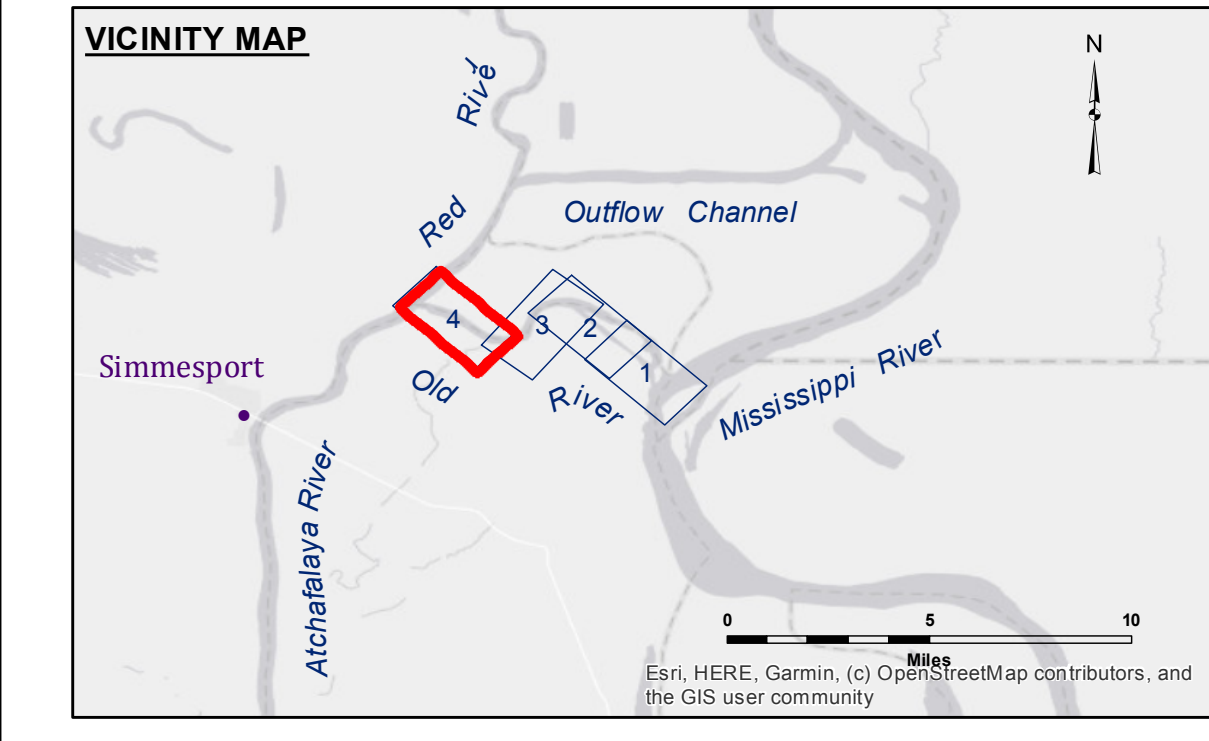 VICINITY MAP
N
Red River
Outflow Channel
4
3
2
1
Simmesport
Old River
Mississippi River
Atchafalaya River
0 5 10
Miles
Esri, HERE, Garmin, (c) OpenStreetMap contributors, and
the GIS user community